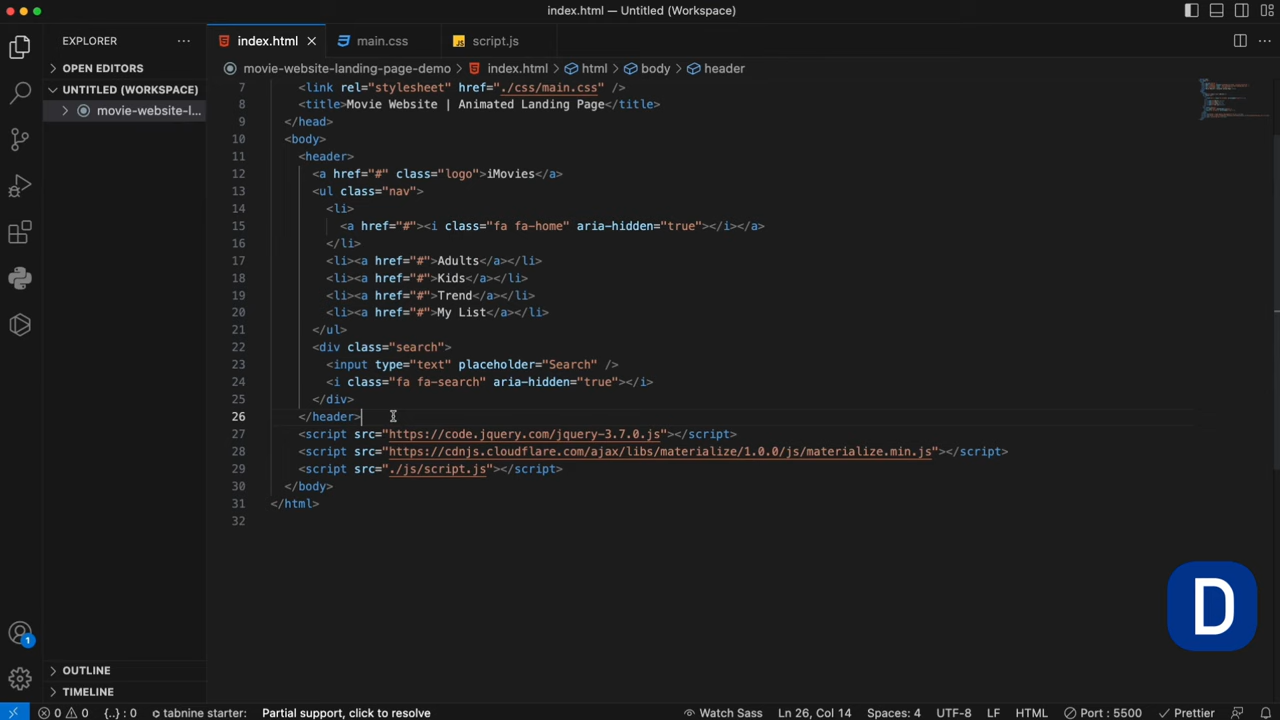 index.html — Untitled (Workspace)
EXPLORER
index.html
main.css
script.js
OPEN EDITORS
movie-website-landing-page-demo
index.html
html
body
header
UNTITLED (WORKSPACE)
movie-website-l...
7 <link rel="stylesheet" href="./css/main.css" />
8 <title>Movie Website | Animated Landing Page</title>
9 </head>
10 <body>
11 <header>
12 <a href="#" class="logo">iMovies</a>
13 <ul class="nav">
14 <li>
15 <a href="#"><i class="fa fa-home" aria-hidden="true"></i></a>
16 </li>
17 <li><a href="#">Adults</a></li>
18 <li><a href="#">Kids</a></li>
19 <li><a href="#">Trend</a></li>
20 <li><a href="#">My List</a></li>
21 </ul>
22 <div class="search">
23 <input type="text" placeholder="Search" />
24 <i class="fa fa-search" aria-hidden="true"></i>
25 </div>
26 </header>
27 <script src="https://code.jquery.com/jquery-3.7.0.js"></script>
28 <script src="https://cdnjs.cloudflare.com/ajax/libs/materialize/1.0.0/js/materialize.min.js"></script>
29 <script src="./js/script.js"></script>
30 </body>
31 </html>
32
D
1
OUTLINE
TIMELINE
0 0 {..} : 0 tabnine starter: Partial support, click to resolve Watch Sass Ln 26, Col 14 Spaces: 4 UTF-8 LF HTML Port : 5500 Prettier